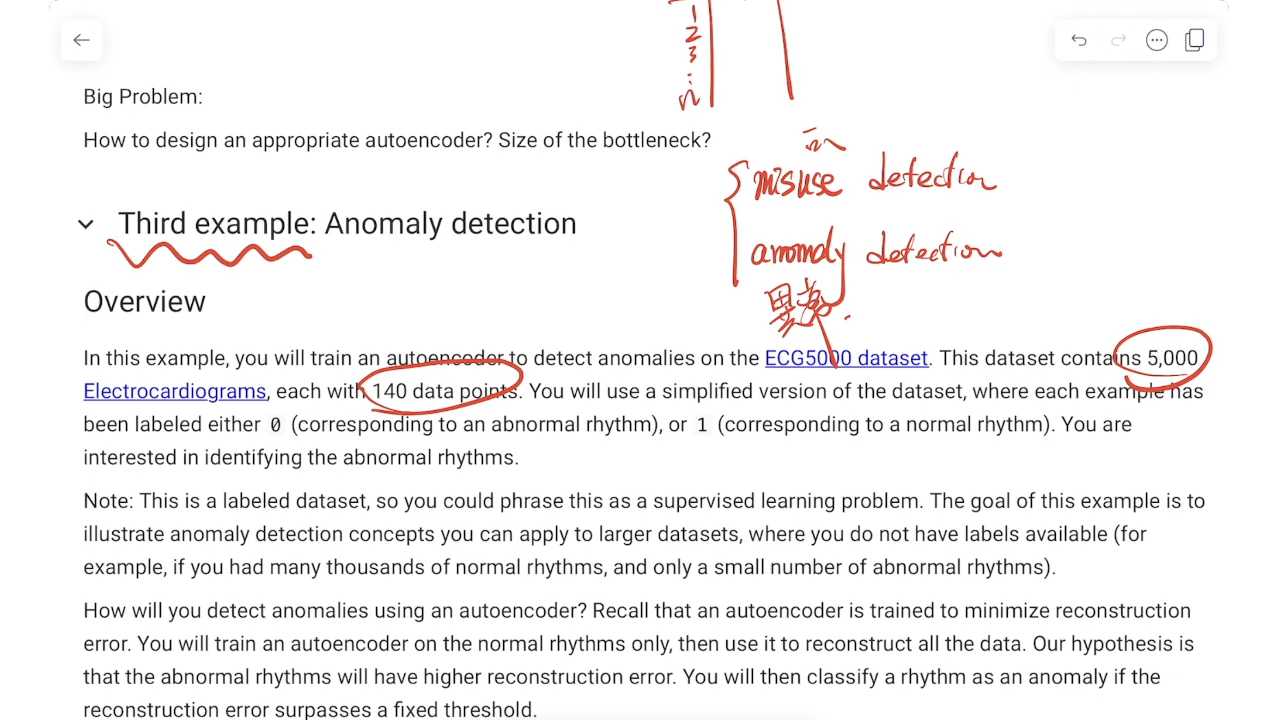 1
2
3
:
n
Big Problem:
How to design an appropriate autoencoder? Size of the bottleneck?
misuse detection
Third example: Anomaly detection
anomaly detection
異常
Overview
In this example, you will train an autoencoder to detect anomalies on the ECG5000 dataset. This dataset contains 5,000
Electrocardiograms, each with 140 data points. You will use a simplified version of the dataset, where each example has
been labeled either 0 (corresponding to an abnormal rhythm), or 1 (corresponding to a normal rhythm). You are
interested in identifying the abnormal rhythms.
Note: This is a labeled dataset, so you could phrase this as a supervised learning problem. The goal of this example is to
illustrate anomaly detection concepts you can apply to larger datasets, where you do not have labels available (for
example, if you had many thousands of normal rhythms, and only a small number of abnormal rhythms).
How will you detect anomalies using an autoencoder? Recall that an autoencoder is trained to minimize reconstruction
error. You will train an autoencoder on the normal rhythms only, then use it to reconstruct all the data. Our hypothesis is
that the abnormal rhythms will have higher reconstruction error. You will then classify a rhythm as an anomaly if the
reconstruction error surpasses a fixed threshold.